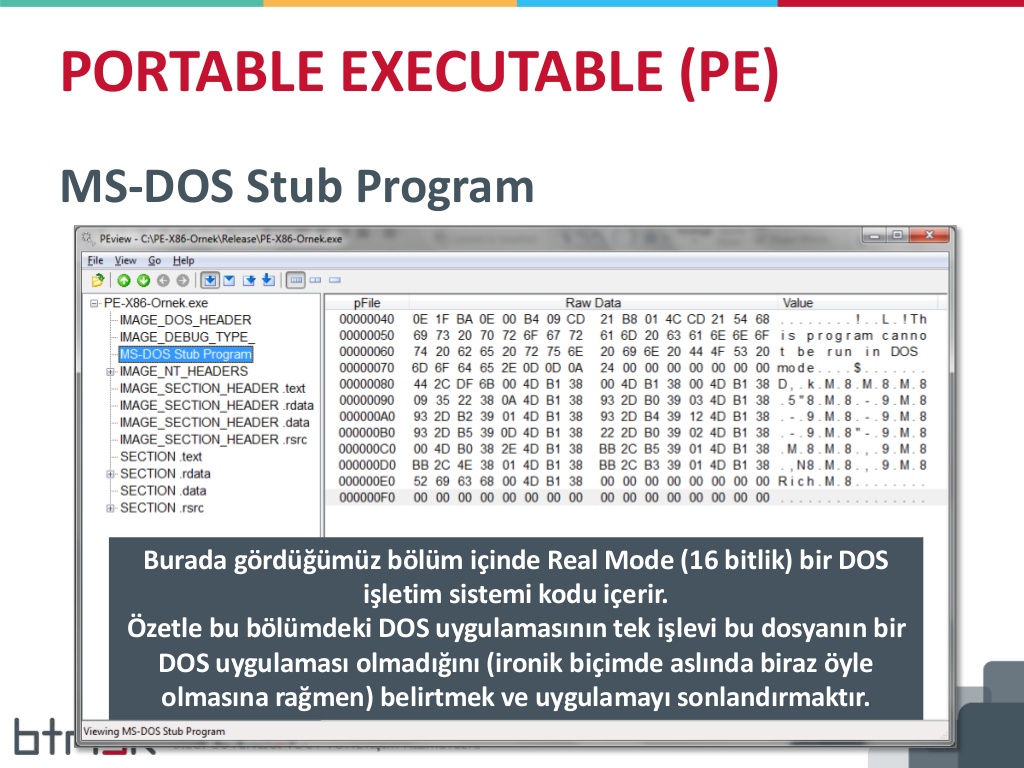 PORTABLE EXECUTABLE (PE)
MS-DOS Stub Program
PEview - C:\PE-X86-Ornek\Release\PE-X86-Ornek.exe
File View Go Help
PE-X86-Ornek.exe
IMAGE_DOS_HEADER
IMAGE_DEBUG_TYPE_
MS-DOS Stub Program
IMAGE_NT_HEADERS
IMAGE_SECTION_HEADER .text
IMAGE_SECTION_HEADER .rdata
IMAGE_SECTION_HEADER .data
IMAGE_SECTION_HEADER .rsrc
SECTION .text
SECTION .rdata
SECTION .data
SECTION .rsrc
pFile Raw Data Value
00000040 0E 1F BA 0E 00 B4 09 CD 21 B8 01 4C CD 21 54 68 ........!..L.!Th
00000050 69 73 20 70 72 6F 67 72 61 6D 20 63 61 6E 6E 6F is program canno
00000060 74 20 62 65 20 72 75 6E 20 69 6E 20 44 4F 53 20 t be run in DOS
00000070 6D 6F 64 65 2E 0D 0D 0A 24 00 00 00 00 00 00 00 mode....$.......
00000080 44 2C DF 6B 00 4D B1 38 00 4D B1 38 00 4D B1 38 D,.k.M.8.M.8.M.8
00000090 09 35 22 38 0A 4D B1 38 93 2D B0 39 03 4D B1 38 .5"8.M.8.-.9.M.8
000000A0 93 2D B2 39 01 4D B1 38 93 2D B4 39 12 4D B1 38 .-.9.M.8.-.9.M.8
000000B0 93 2D B5 39 0D 4D B1 38 22 2D B0 39 02 4D B1 38 .-.9.M.8"-.9.M.8
000000C0 00 4D B0 38 2E 4D B1 38 BB 2C B5 39 01 4D B1 38 .M.8.M.8.,.9.M.8
000000D0 BB 2C 4E 38 01 4D B1 38 BB 2C B3 39 01 4D B1 38 .,N8.M.8.,.9.M.8
000000E0 52 69 63 68 00 4D B1 38 00 00 00 00 00 00 00 00 Rich.M.8........
000000F0 00 00 00 00 00 00 00 00 00 00 00 00 00 00 00 00 ................
Burada gördüğümüz bölüm içinde Real Mode (16 bitlik) bir DOS
işletim sistemi kodu içerir.
Özetle bu bölümdeki DOS uygulamasının tek işlevi bu dosyanın bir
DOS uygulaması olmadığını (ironik biçimde aslında biraz öyle
olmasına rağmen) belirtmek ve uygulamayı sonlandırmaktır.
Viewing MS-DOS Stub Program